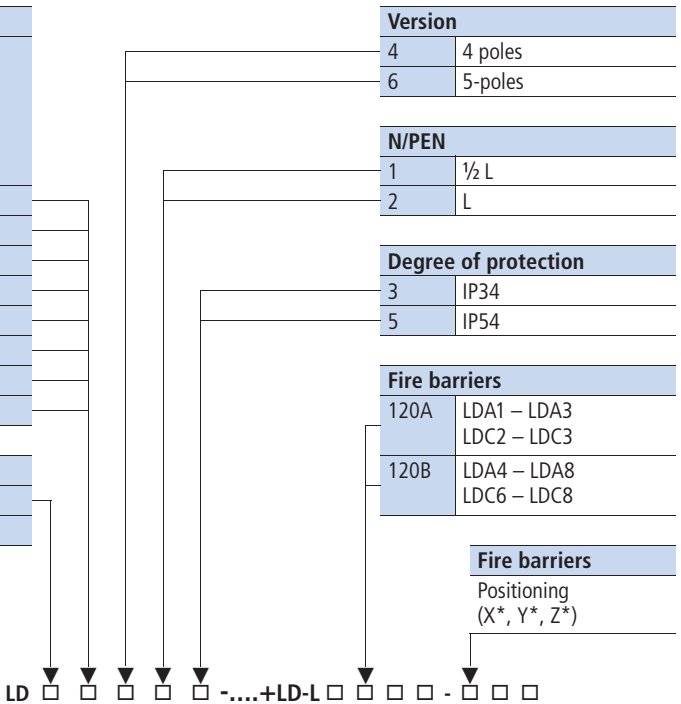 Version
4 4 poles
6 5-poles
N/PEN
1 ½ L
2 L
Degree of protection
3 IP34
5 IP54
Fire barriers
120A LDA1 – LDA3
LDC2 – LDC3
120B LDA4 – LDA8
LDC6 – LDC8
Fire barriers
Positioning
(X*, Y*, Z*)
LD □ □ □ □ □ -....+LD-L □ □ □ □ - □ □ □